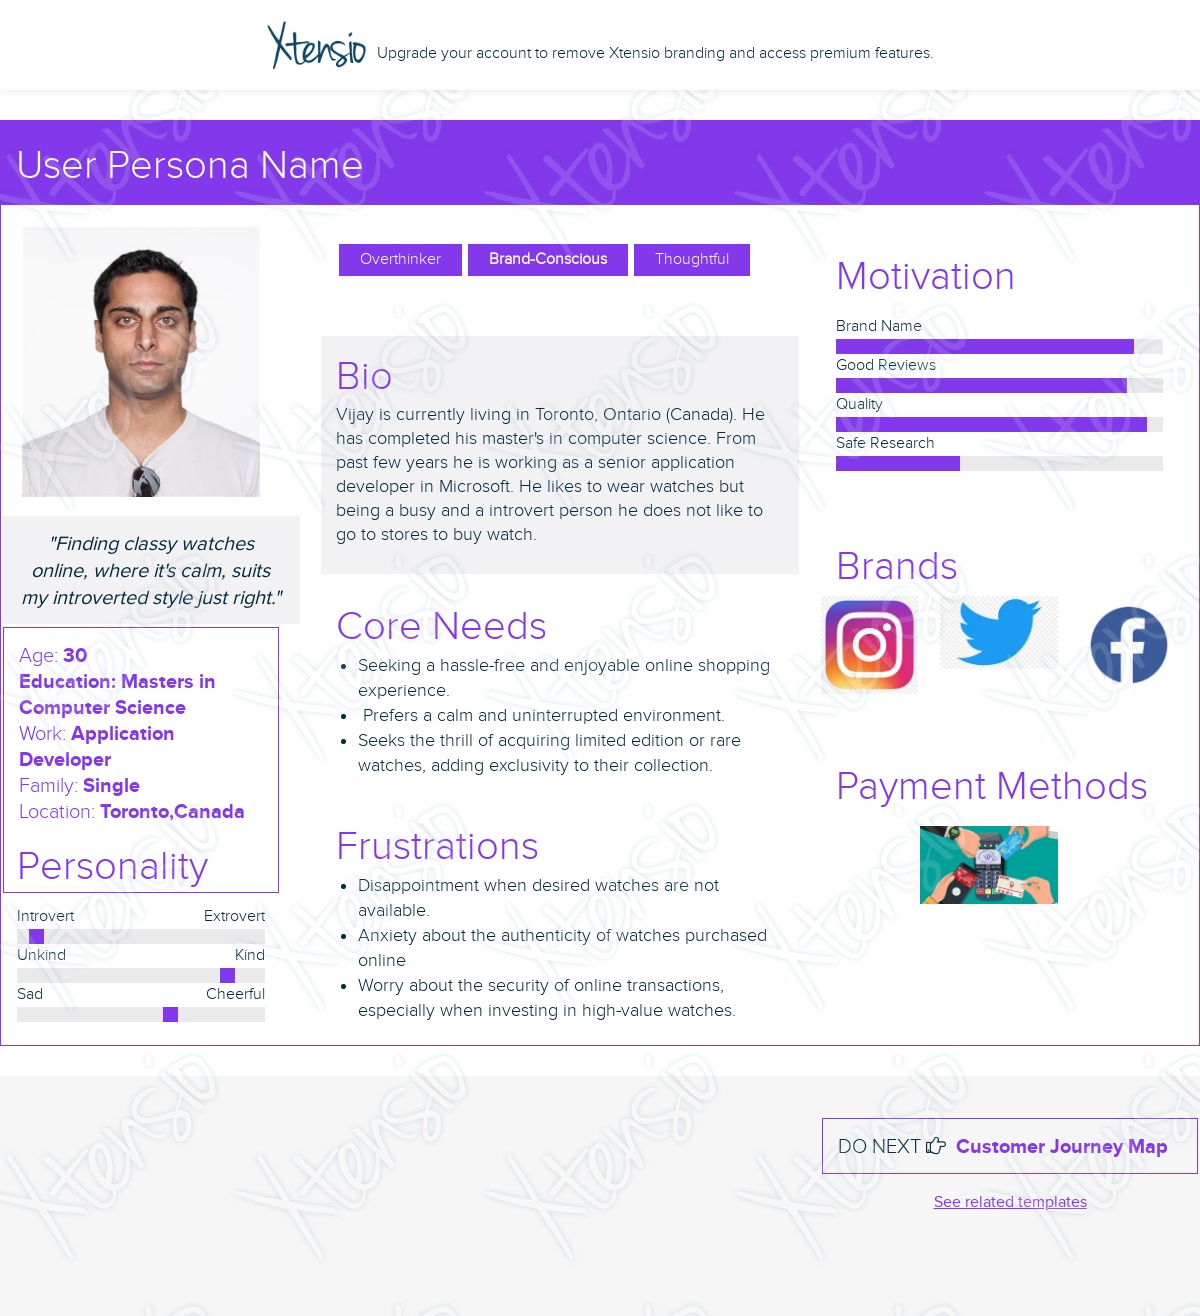 Xtensio Upgrade your account to remove Xtensio branding and access premium features.
User Persona Name
"Finding classy watches
online, where it's calm, suits
my introverted style just right."
Age: 30
Education: Masters in
Computer Science
Work: Application
Developer
Family: Single
Location: Toronto,Canada
Personality
Introvert Extrovert
Unkind Kind
Sad Cheerful
Overthinker Brand-Conscious Thoughtful
Bio
Vijay is currently living in Toronto, Ontario (Canada). He
has completed his master's in computer science. From
past few years he is working as a senior application
developer in Microsoft. He likes to wear watches but
being a busy and a introvert person he does not like to
go to stores to buy watch.
Core Needs
• Seeking a hassle-free and enjoyable online shopping
experience.
• Prefers a calm and uninterrupted environment.
• Seeks the thrill of acquiring limited edition or rare
watches, adding exclusivity to their collection.
Frustrations
• Disappointment when desired watches are not
available.
• Anxiety about the authenticity of watches purchased
online
• Worry about the security of online transactions,
especially when investing in high-value watches.
Motivation
Brand Name
Good Reviews
Quality
Safe Research
Brands
Payment Methods
DO NEXT Customer Journey Map
See related templates